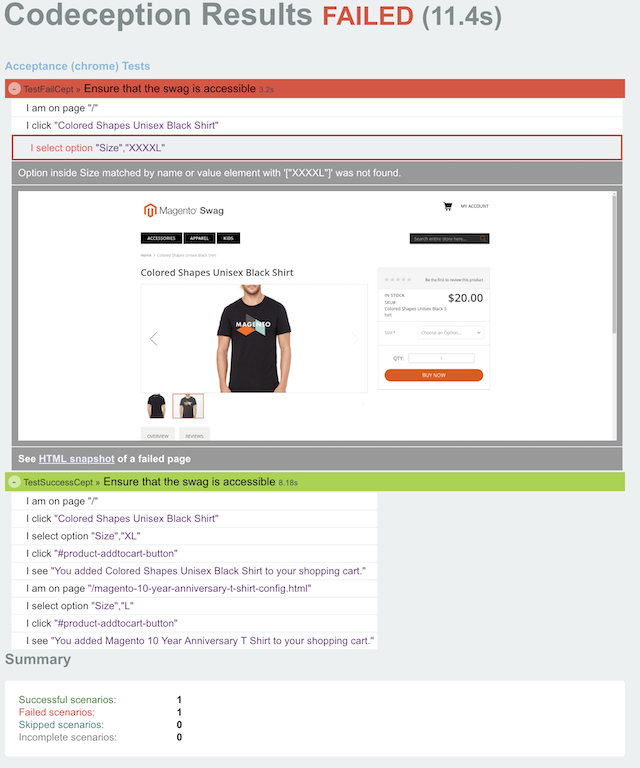 Codeception Results FAILED (11.4s)
Acceptance (chrome) Tests
- TestFailCept » Ensure that the swag is accessible 3.2s
I am on page "/"
I click "Colored Shapes Unisex Black Shirt"
I select option "Size","XXXXL"
Option inside Size matched by name or value element with '["XXXXL"]' was not found.
Magento® Swag
MY ACCOUNT
ACCESSORIES APPAREL KIDS
Search entire store here...
Home / Colored Shapes Unisex Black Shirt
Colored Shapes Unisex Black Shirt
Be the first to review this product
IN STOCK
$20.00
SKU#:
Colored Shapes Unisex Black S
hirt
MAGENTO
Size *
Choose an Option...
QTY:
1
BUY NOW
OVERVIEW REVIEWS
See HTML snapshot of a failed page
- TestSuccessCept » Ensure that the swag is accessible 8.18s
I am on page "/"
I click "Colored Shapes Unisex Black Shirt"
I select option "Size","XL"
I click "#product-addtocart-button"
I see "You added Colored Shapes Unisex Black Shirt to your shopping cart."
I am on page "/magento-10-year-anniversary-t-shirt-config.html"
I select option "Size","L"
I click "#product-addtocart-button"
I see "You added Magento 10 Year Anniversary T Shirt to your shopping cart."
Summary
Successful scenarios: 1
Failed scenarios: 1
Skipped scenarios: 0
Incomplete scenarios: 0